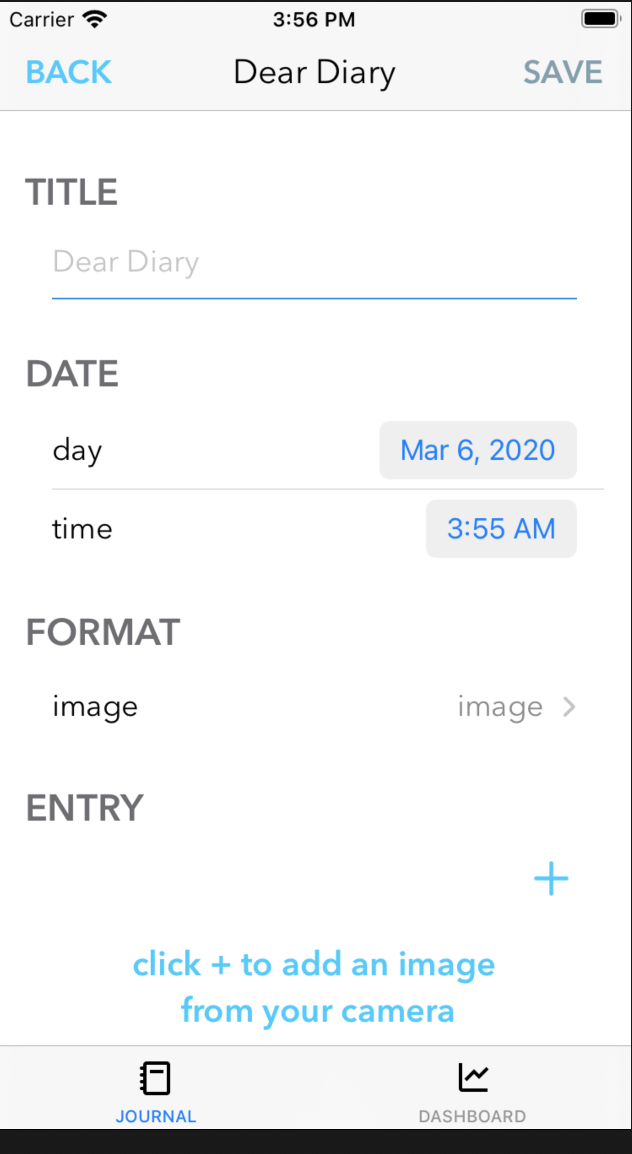 Carrier 3:56 PM
BACK Dear Diary SAVE
TITLE
Dear Diary
DATE
day Mar 6, 2020
time 3:55 AM
FORMAT
image image
ENTRY
+
click + to add an image
from your camera
JOURNAL DASHBOARD